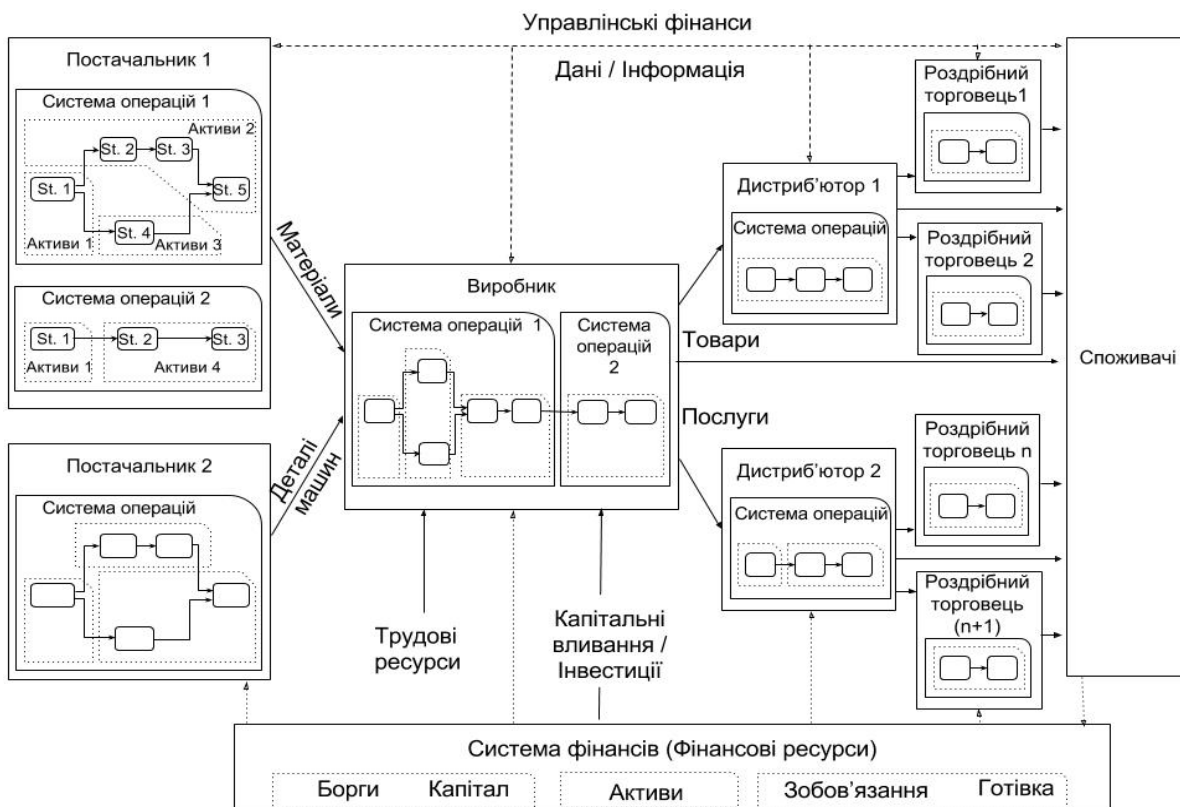 Управлінські фінанси
Дані / Інформація
Постачальник 1
Система операцій 1
Активи 2
St. 2
St. 3
St. 1
St. 5
St. 4
Активи 1
Активи 3
Система операцій 2
St. 1
St. 2
St. 3
Активи 1
Активи 4
Постачальник 2
Система операцій
Матеріали
Деталі
машин
Виробник
Система операцій 1
Система
операцій
2
Трудові
ресурси
Капітальні
вливання /
Інвестиції
Товари
Послуги
Дистриб’ютор 1
Система операцій
Дистриб’ютор 2
Система операцій
Роздрібний
торговець1
Роздрібний
торговець 2
Роздрібний
торговець n
Роздрібний
торговець
(n+1)
Споживачі
Система фінансів (Фінансові ресурси)
Борги Капітал Активи Зобов’язання Готівка